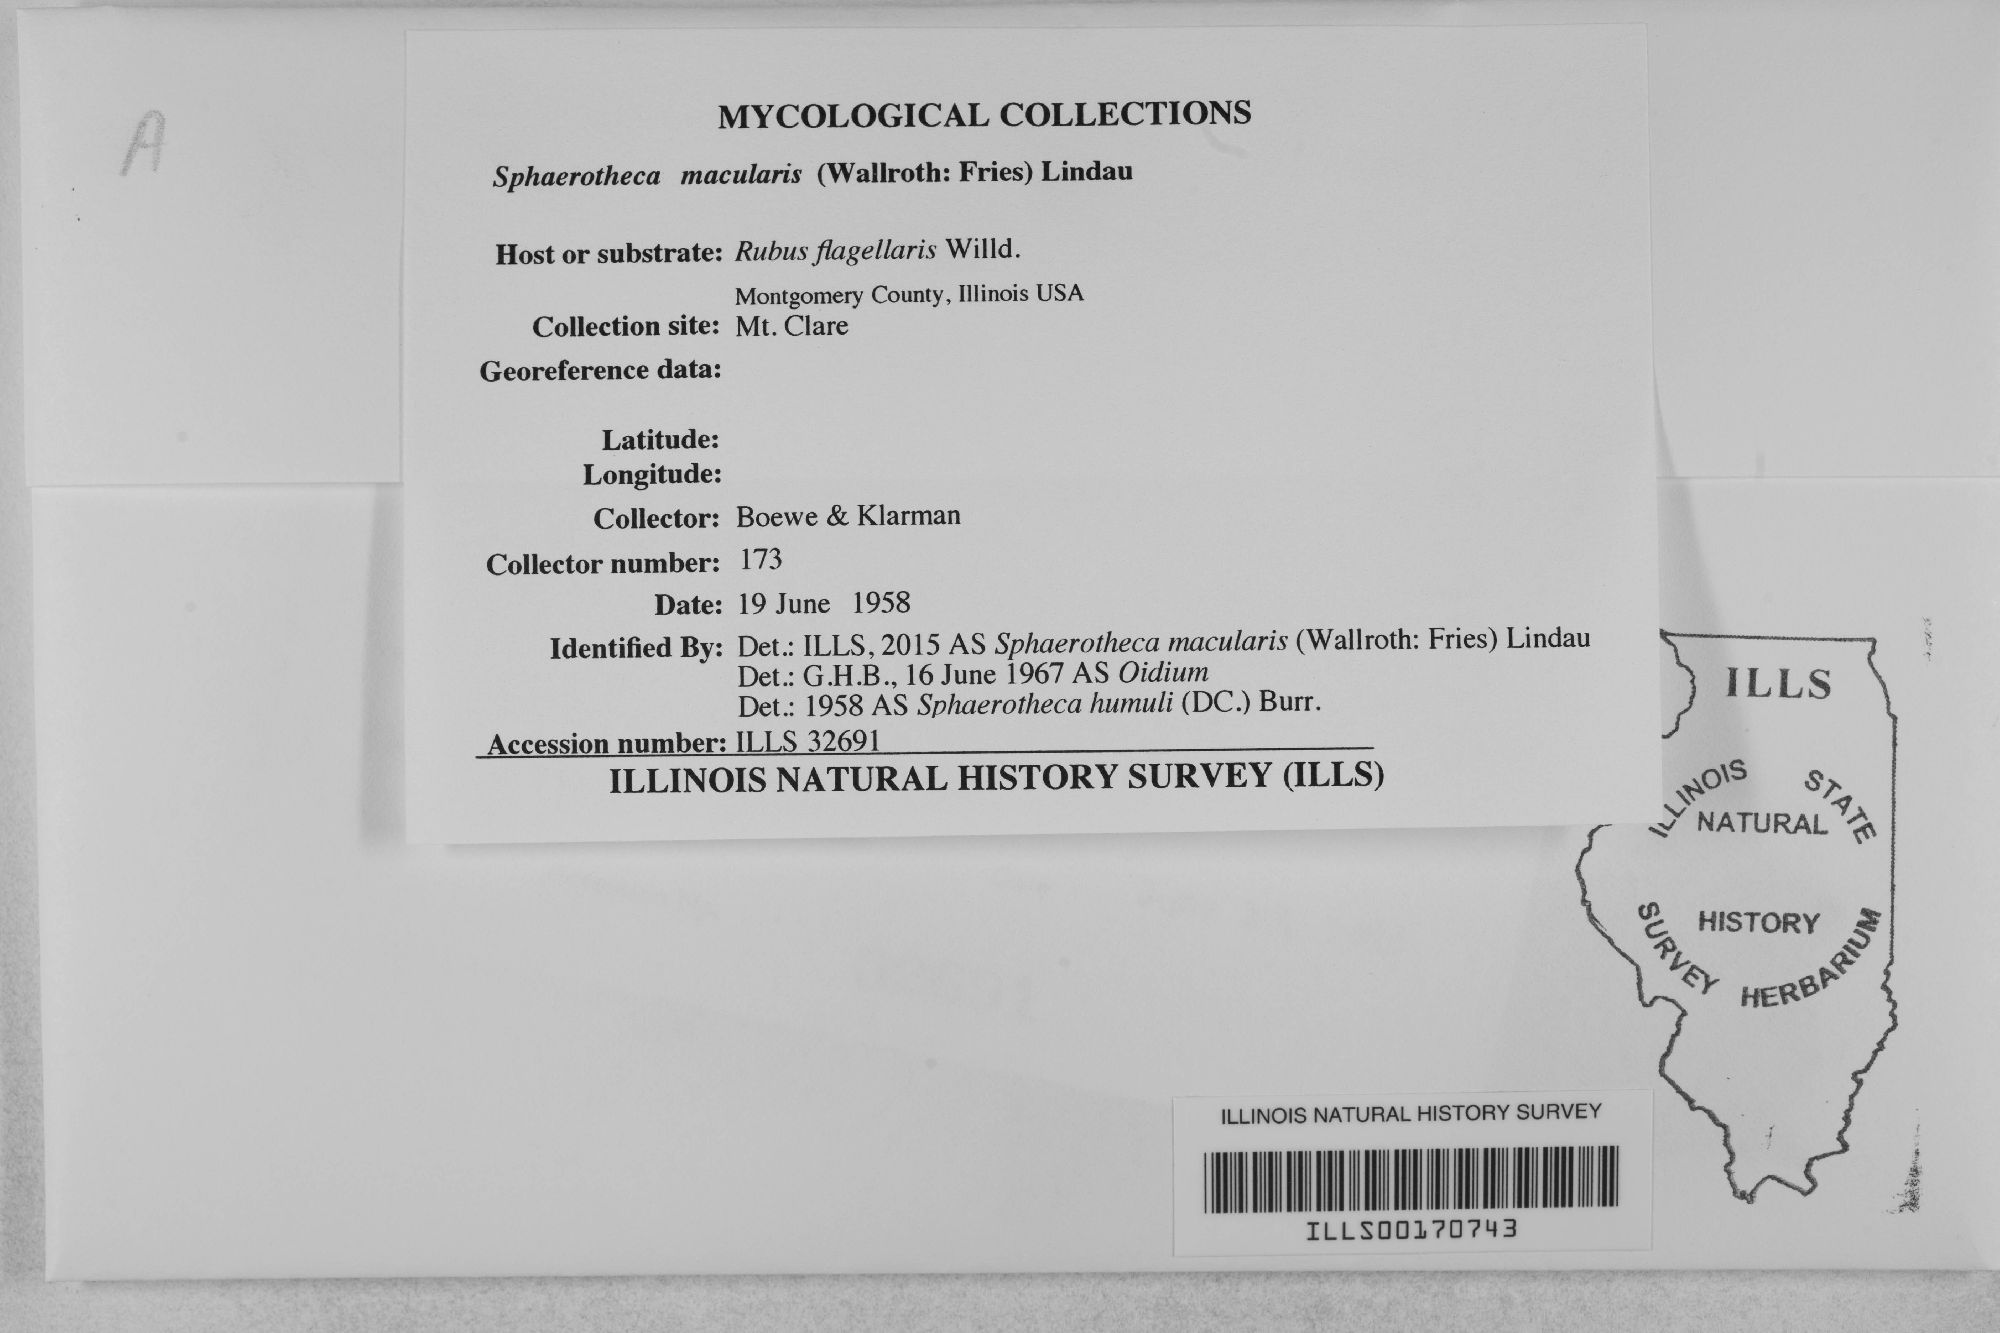 A
MYCOLOGICAL COLLECTIONS
Sphaerotheca macularis (Wallroth: Fries) Lindau
Host or substrate: Rubus flagellaris Willd.
Montgomery County, Illinois USA
Collection site: Mt. Clare
Georeference data:
Latitude:
Longitude:
Collector: Boewe & Klarman
Collector number: 173
Date: 19 June 1958
Identified By: Det.: ILLS, 2015 AS Sphaerotheca macularis (Wallroth: Fries) Lindau
Det.: G.H.B., 16 June 1967 AS Oidium
Det.: 1958 AS Sphaerotheca humuli (DC.) Burr.
Accession number: ILLS 32691
ILLINOIS NATURAL HISTORY SURVEY (ILLS)
ILLS
ILLINOIS STATE
NATURAL
HISTORY
SURVEY HERBARIUM
ILLINOIS NATURAL HISTORY SURVEY
ILLS00170743